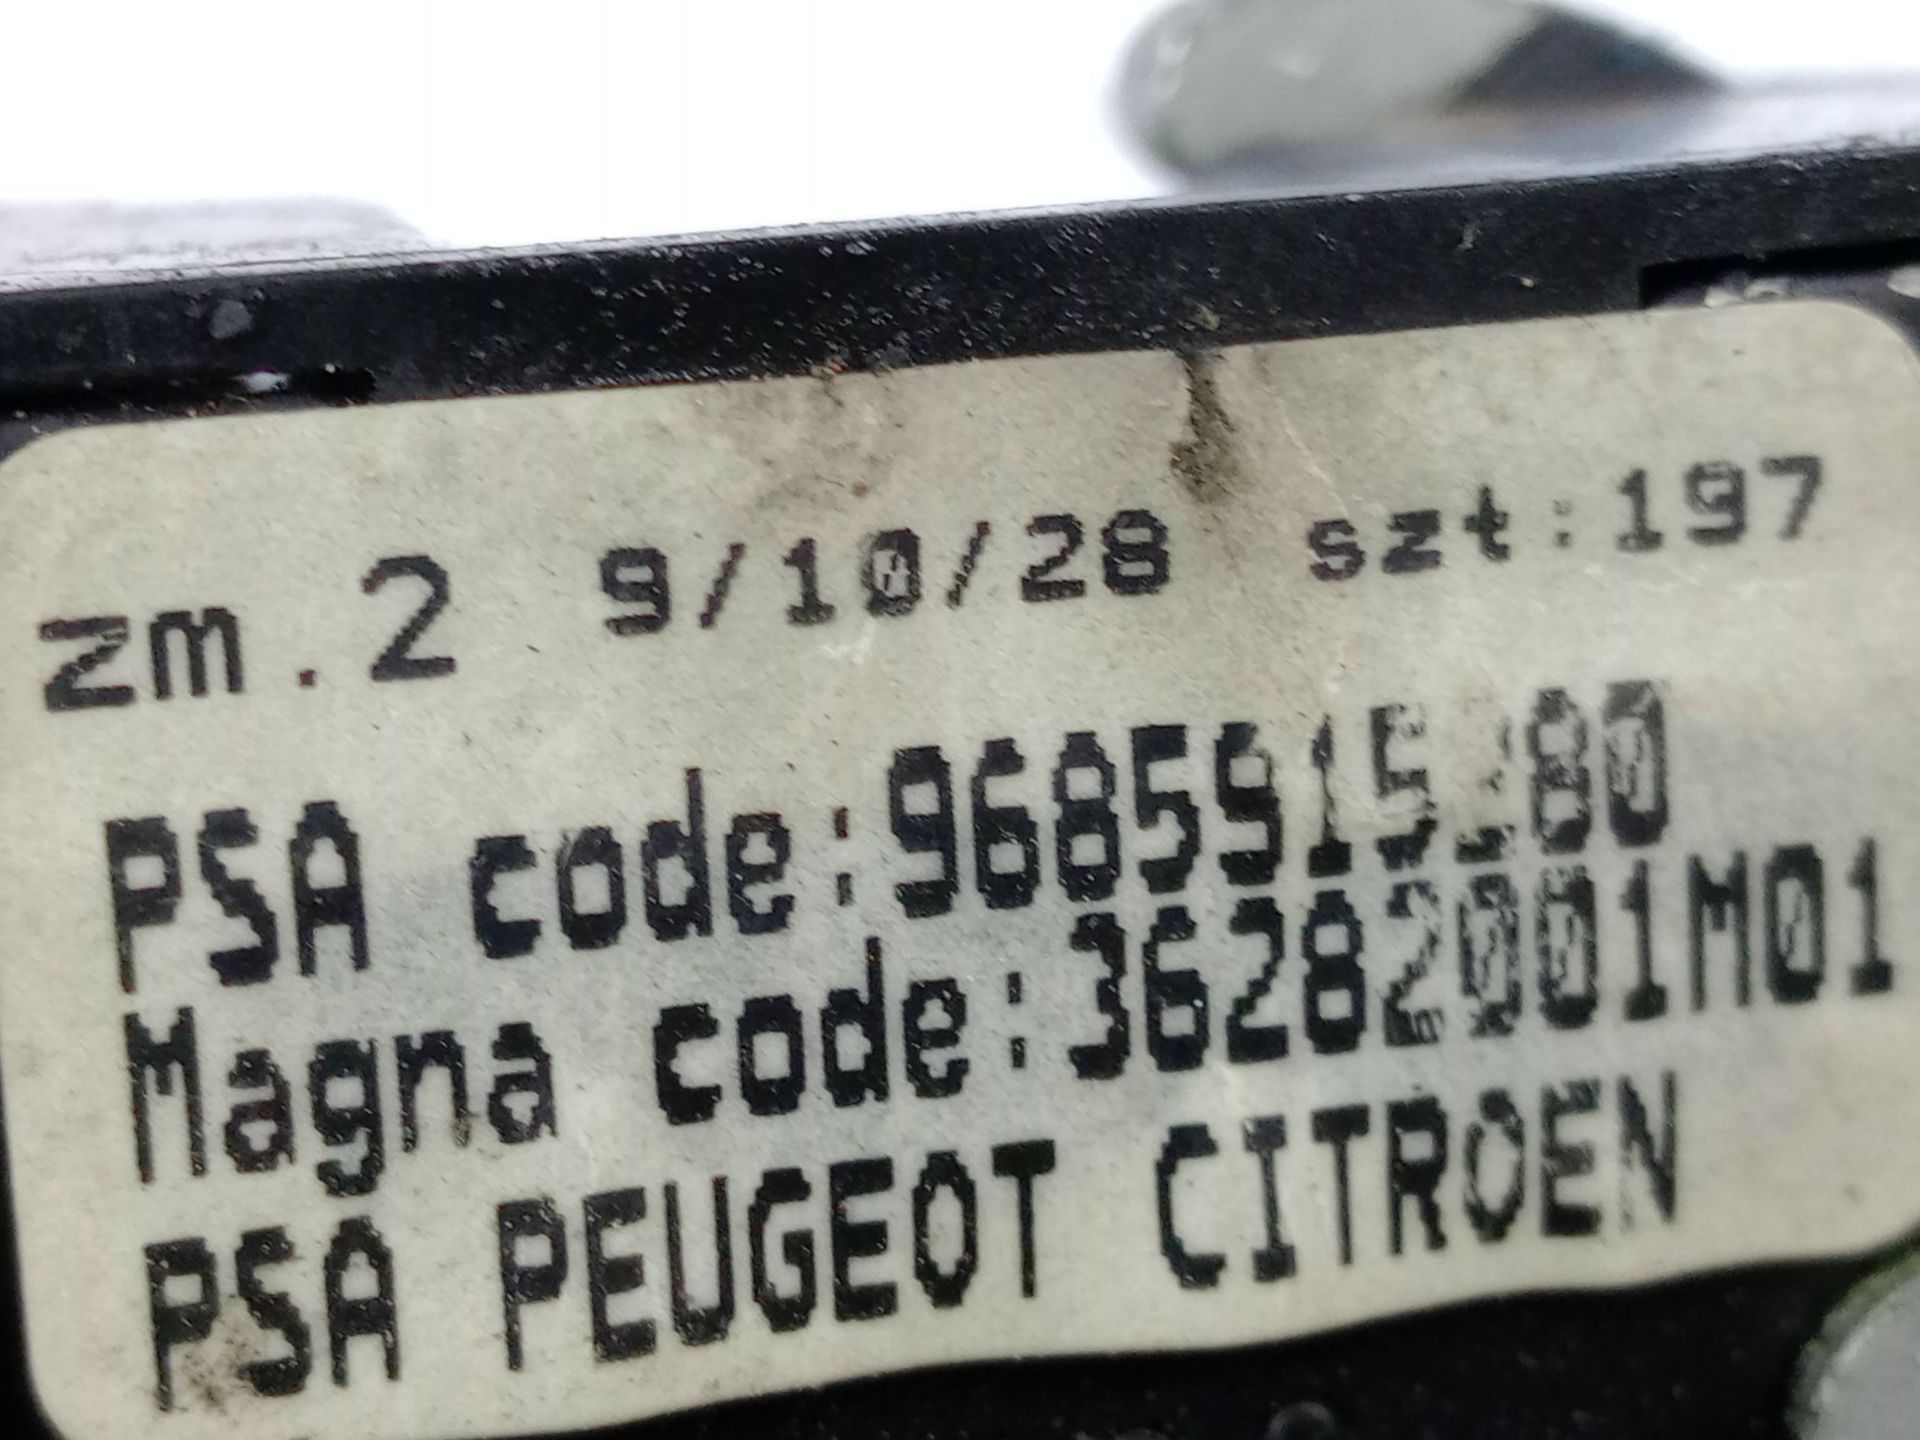 zm.2 9/10/28 szt:197
PSA code:
Magna code:36282001M01
PSA PEUGEOT CITROEN